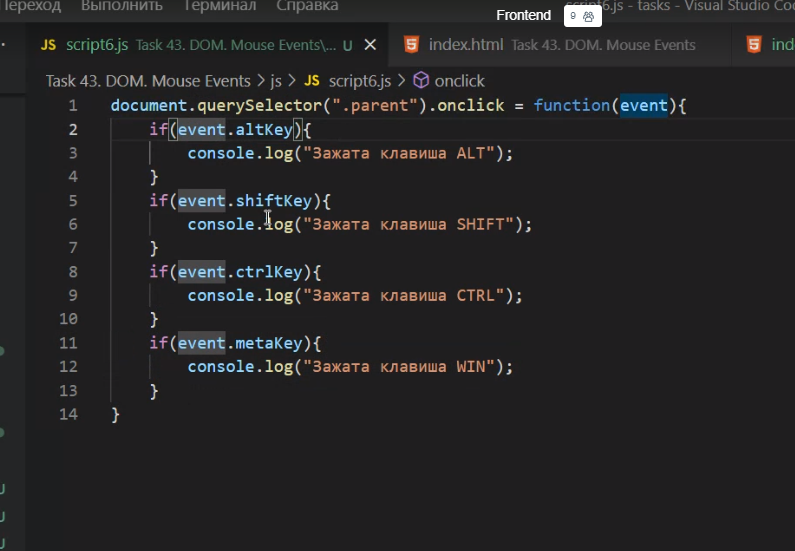 Переход Выполнить Терминал Справка
script6.js - tasks - Visual Studio Co
Frontend 9
JS script6.js Task 43. DOM. Mouse Events\... U
index.html Task 43. DOM. Mouse Events
ind
Task 43. DOM. Mouse Events > js > JS script6.js > onclick
1 document.querySelector(".parent").onclick = function(event){
2 if(event.altKey){
3 console.log("Зажата клавиша ALT");
4 }
5 if(event.shiftKey){
6 console.log("Зажата клавиша SHIFT");
7 }
8 if(event.ctrlKey){
9 console.log("Зажата клавиша CTRL");
10 }
11 if(event.metaKey){
12 console.log("Зажата клавиша WIN");
13 }
14 }
U
U
U